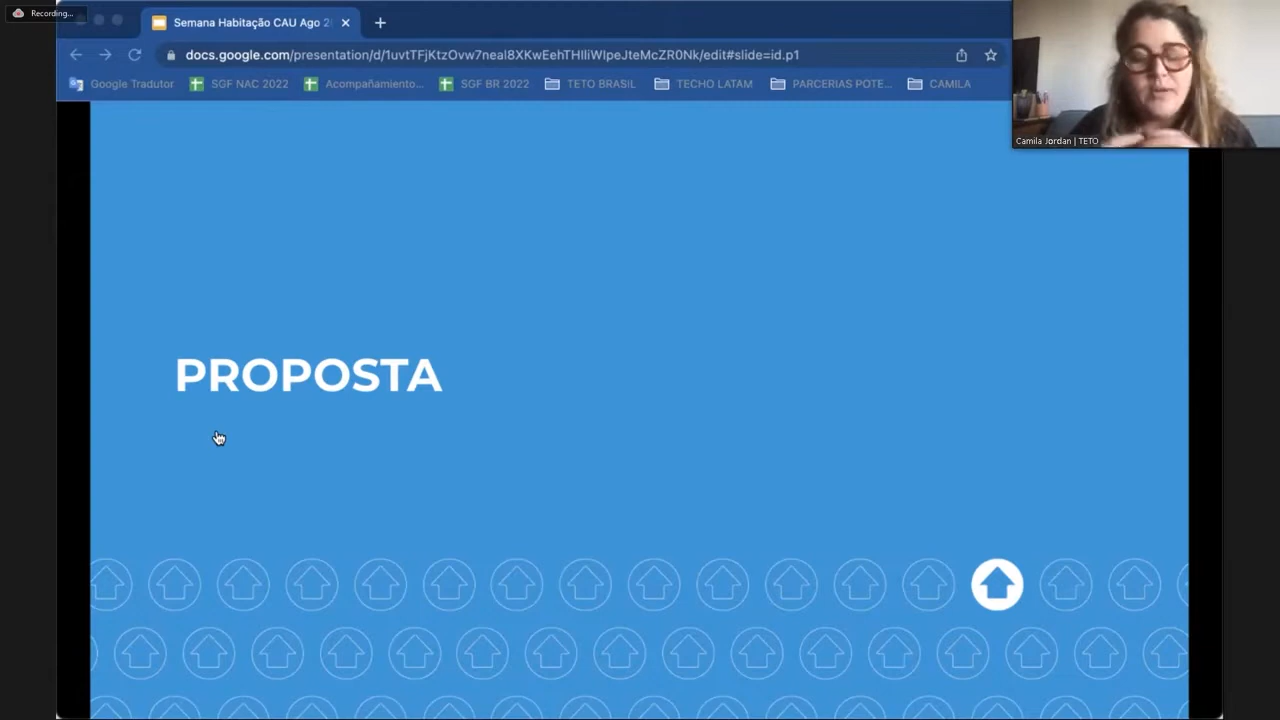 Recording...
Semana Habitação CAU Ago 2
docs.google.com/presentation/d/1uvtTFjKtzOvw7neal8XKwEehTHIliWIpeJteMcZR0Nk/edit#slide=id.p1
Google Tradutor
SGF NAC 2022
Acompañamiento...
SGF BR 2022
TETO BRASIL
TECHO LATAM
PARCERIAS POTE...
CAMILA
Camila Jordan | TETO
PROPOSTA